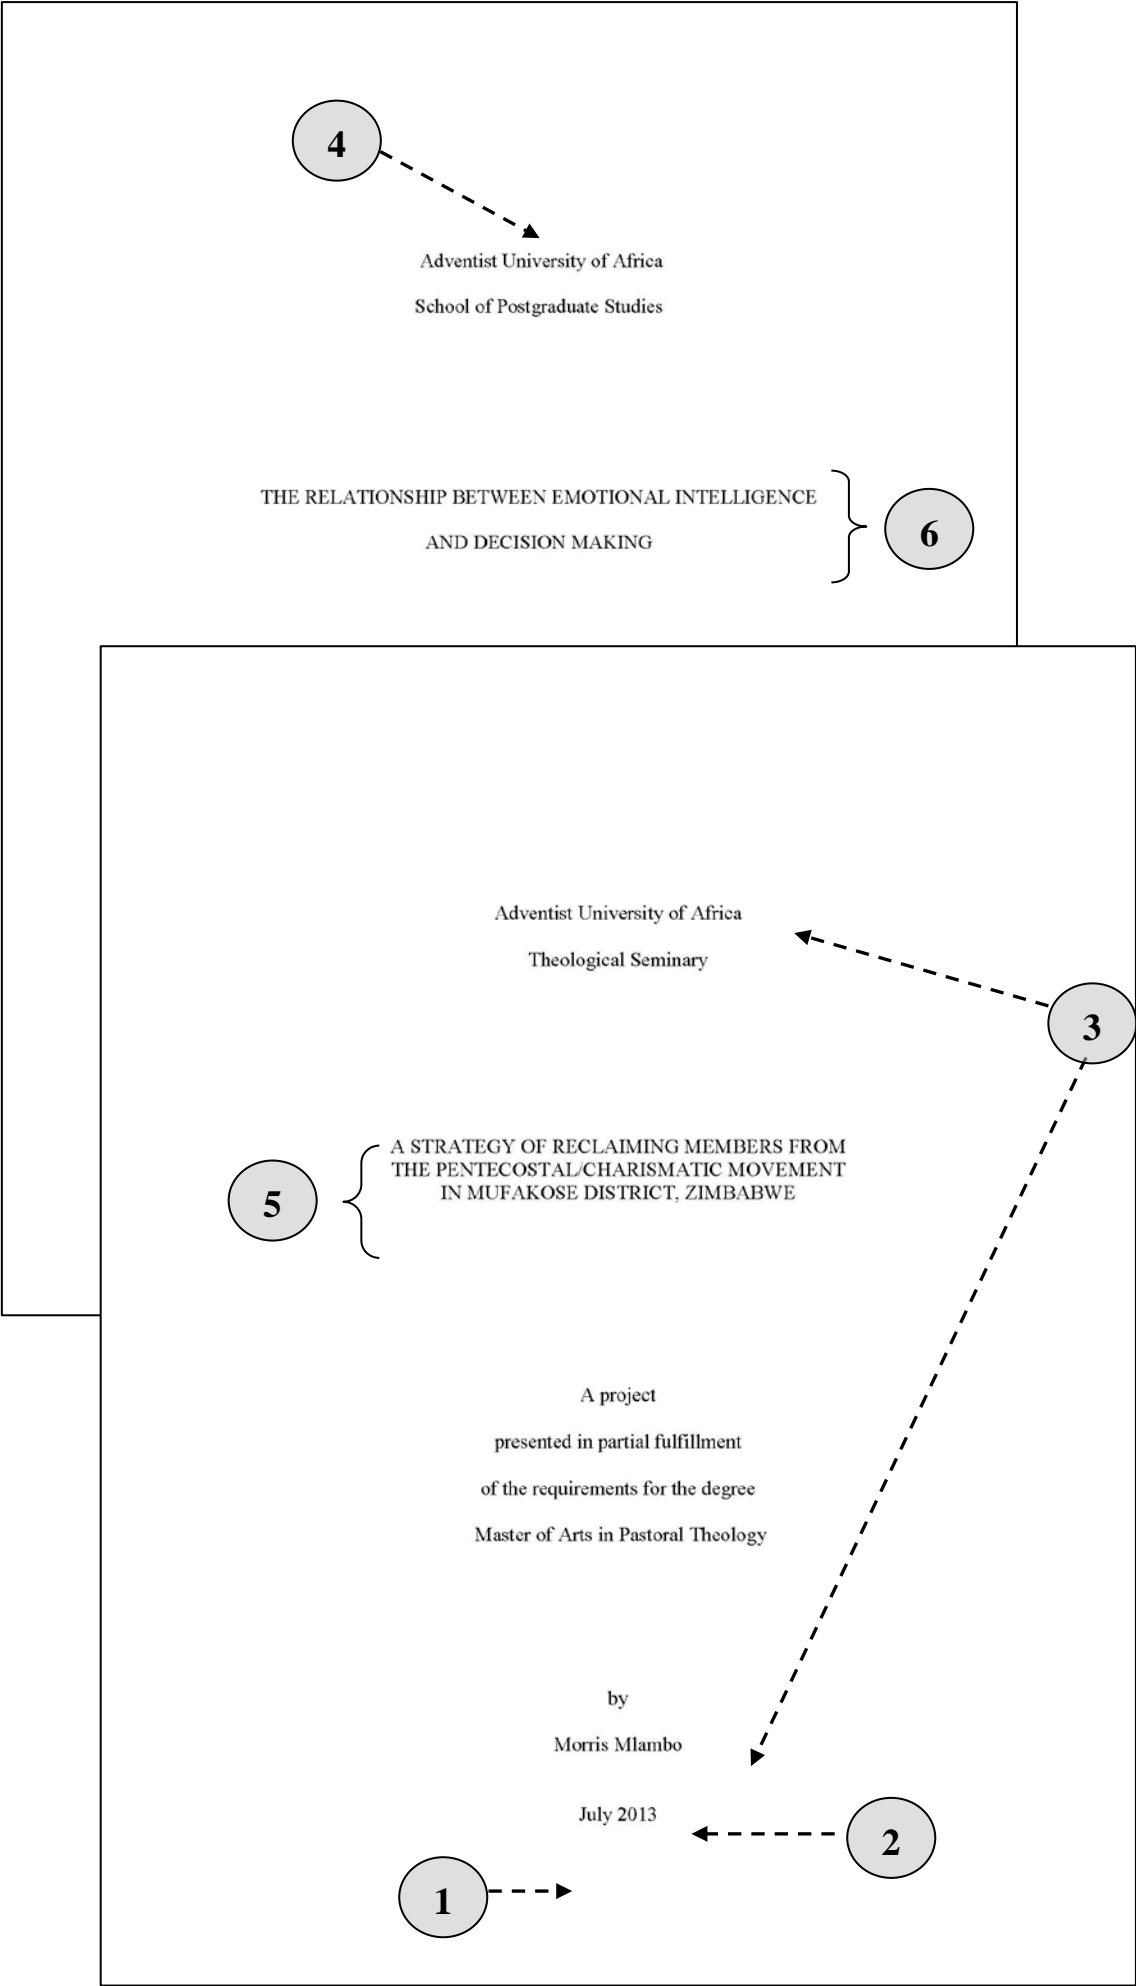 4
Adventist University of Africa
School of Postgraduate Studies
THE RELATIONSHIP BETWEEN EMOTIONAL INTELLIGENCE
AND DECISION MAKING
6
Adventist University of Africa
Theological Seminary
3
A STRATEGY OF RECLAIMING MEMBERS FROM
THE PENTECOSTAL/CHARISMATIC MOVEMENT
IN MUFAKOSE DISTRICT, ZIMBABWE
5
A project
presented in partial fulfillment
of the requirements for the degree
Master of Arts in Pastoral Theology
by
Morris Mlambo
July 2013
2
1